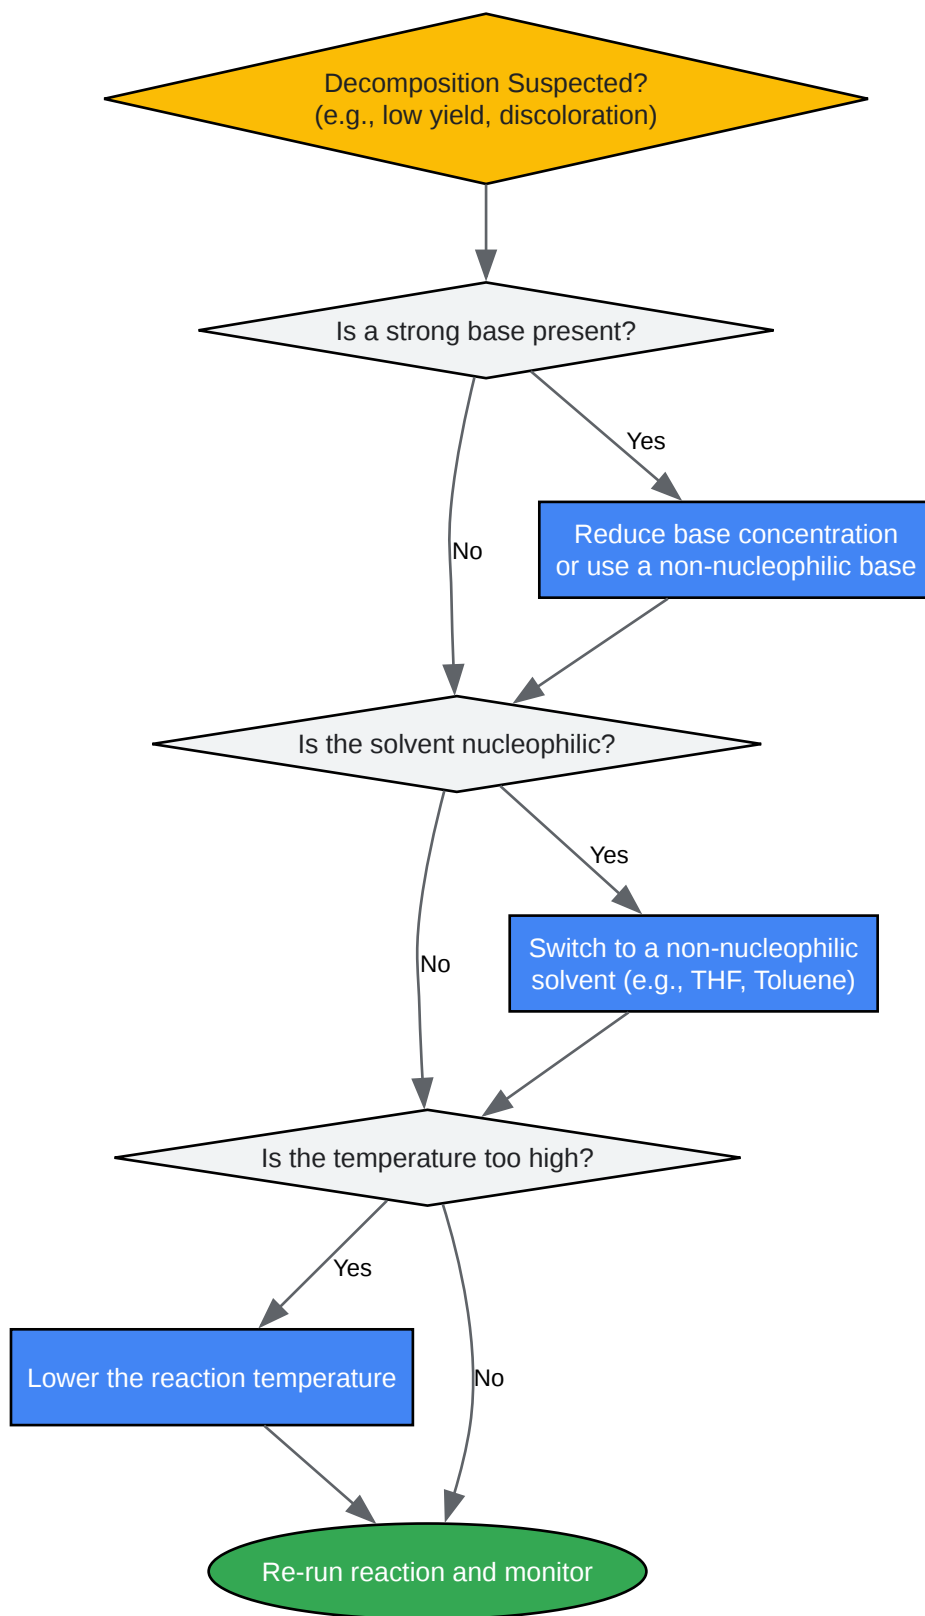 Decomposition Suspected?
(e.g., low yield, discoloration)
Is a strong base present?
Yes
Reduce base concentration
or use a non-nucleophilic base
No
Is the solvent nucleophilic?
Yes
Switch to a non-nucleophilic
solvent (e.g., THF, Toluene)
No
Is the temperature too high?
Yes
Lower the reaction temperature
No
Re-run reaction and monitor